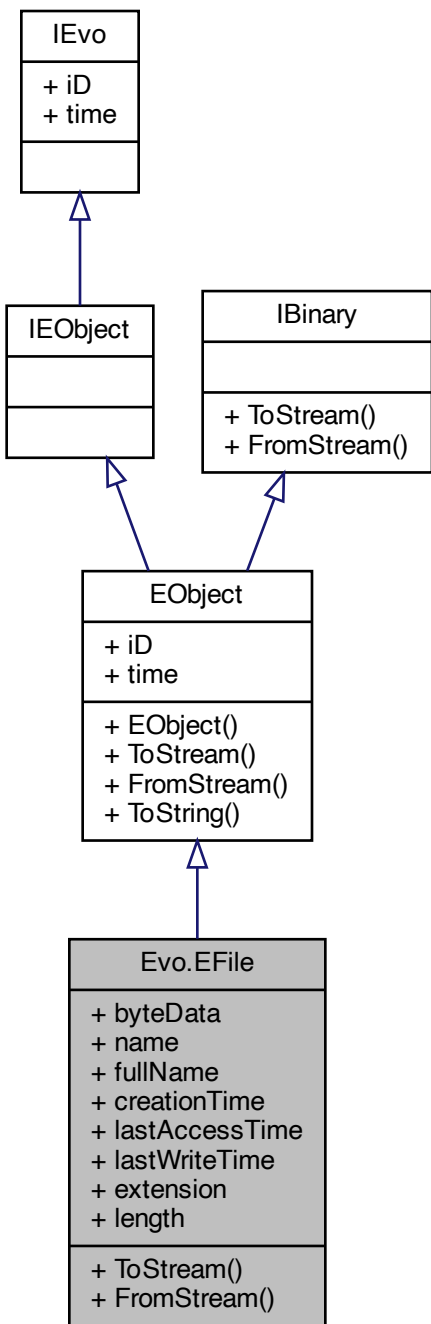 IEvo
+ iD
+ time
IEObject
IBinary
+ ToStream()
+ FromStream()
EObject
+ iD
+ time
+ EObject()
+ ToStream()
+ FromStream()
+ ToString()
Evo.EFile
+ byteData
+ name
+ fullName
+ creationTime
+ lastAccessTime
+ lastWriteTime
+ extension
+ length
+ ToStream()
+ FromStream()